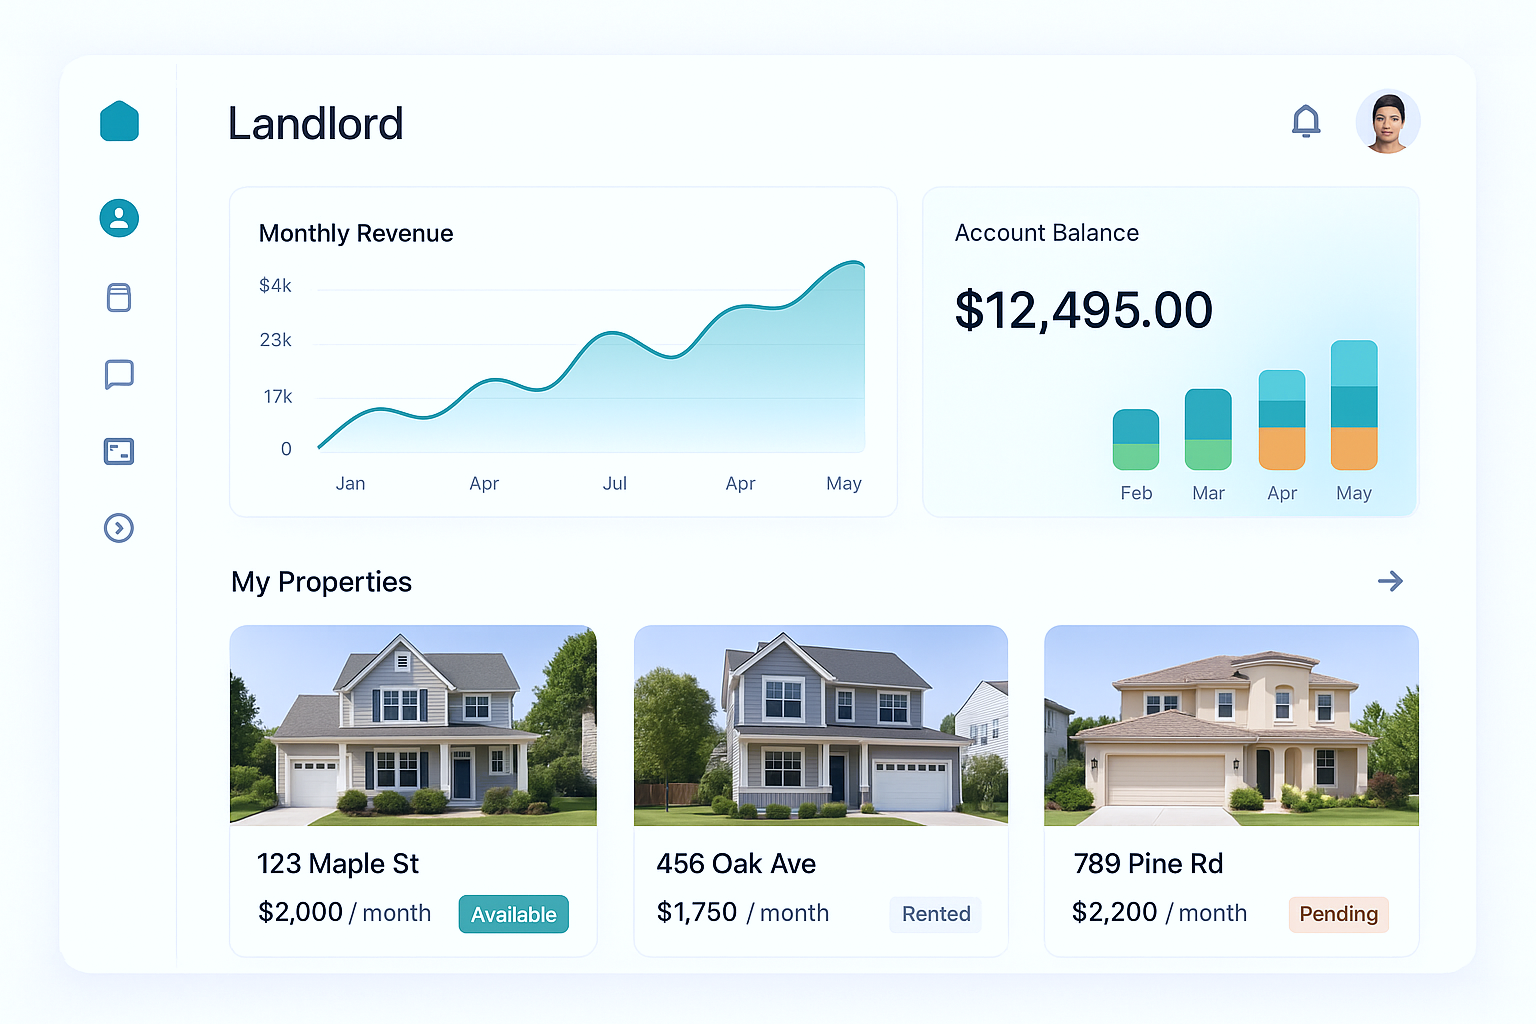 Landlord
Monthly Revenue
$4k
23k
17k
0
Jan Apr Jul Apr May
Account Balance
$12,495.00
Feb Mar Apr May
My Properties
123 Maple St
$2,000 / month Available
456 Oak Ave
$1,750 / month Rented
789 Pine Rd
$2,200 / month Pending